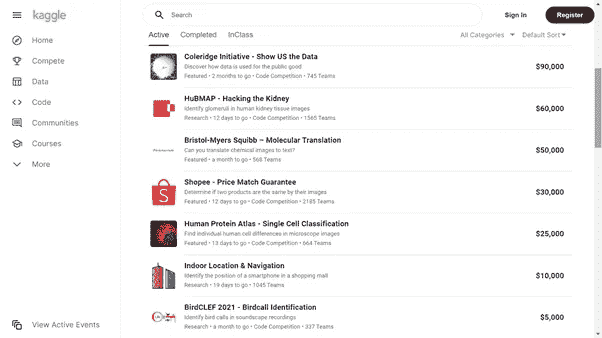 kaggle
Search
Sign In
Register
Home
Compete
Data
Code
Communities
Courses
More
View Active Events
Active Completed InClass
All Categories Default Sort
Coleridge Initiative - Show US the Data
Discover how data is used for the public good
Featured • 2 months to go • Code Competition • 745 Teams
$90,000
HuBMAP - Hacking the Kidney
Identify glomeruli in human kidney tissue images
Research • 12 days to go • Code Competition • 1565 Teams
$60,000
Bristol-Myers Squibb – Molecular Translation
Can you translate chemical images to text?
Featured • a month to go • 568 Teams
$50,000
Shopee - Price Match Guarantee
Determine if two products are the same by their images
Featured • 12 days to go • Code Competition • 2185 Teams
$30,000
Human Protein Atlas - Single Cell Classification
Find individual human cell differences in microscope images
Featured • 13 days to go • Code Competition • 664 Teams
$25,000
Indoor Location & Navigation
Identify the position of a smartphone in a shopping mall
Research • 19 days to go • 1045 Teams
$10,000
BirdCLEF 2021 - Birdcall Identification
Identify bird calls in soundscape recordings
Research • a month to go • Code Competition • 337 Teams
$5,000